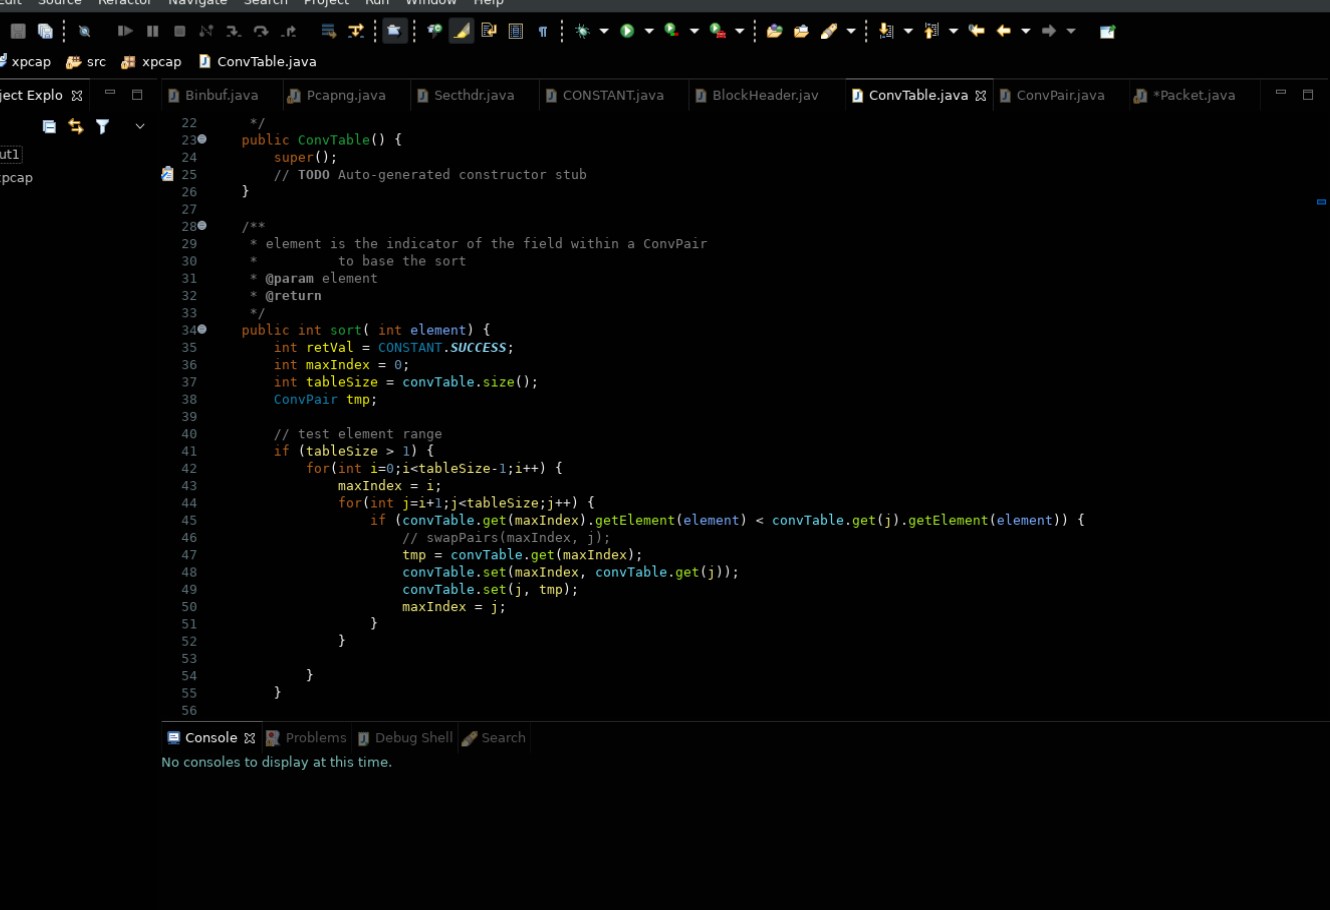 Edit Source Refactor Navigate Search Project Run Window Help
xpcap src xpcap ConvTable.java
ject Explo Binbuf.java Pcapng.java Secthdr.java CONSTANT.java BlockHeader.jav ConvTable.java ConvPair.java *Packet.java
ut1
xpcap
22 */
23 public ConvTable() {
24 super();
25 // TODO Auto-generated constructor stub
26 }
27
28 /**
29 * element is the indicator of the field within a ConvPair
30 * to base the sort
31 * @param element
32 * @return
33 */
34 public int sort( int element) {
35 int retVal = CONSTANT.SUCCESS;
36 int maxIndex = 0;
37 int tableSize = convTable.size();
38 ConvPair tmp;
39
40 // test element range
41 if (tableSize > 1) {
42 for(int i=0;i<tableSize-1;i++) {
43 maxIndex = i;
44 for(int j=i+1;j<tableSize;j++) {
45 if (convTable.get(maxIndex).getElement(element) < convTable.get(j).getElement(element)) {
46 // swapPairs(maxIndex, j);
47 tmp = convTable.get(maxIndex);
48 convTable.set(maxIndex, convTable.get(j));
49 convTable.set(j, tmp);
50 maxIndex = j;
51 }
52 }
53
54 }
55 }
56
Console Problems Debug Shell Search
No consoles to display at this time.